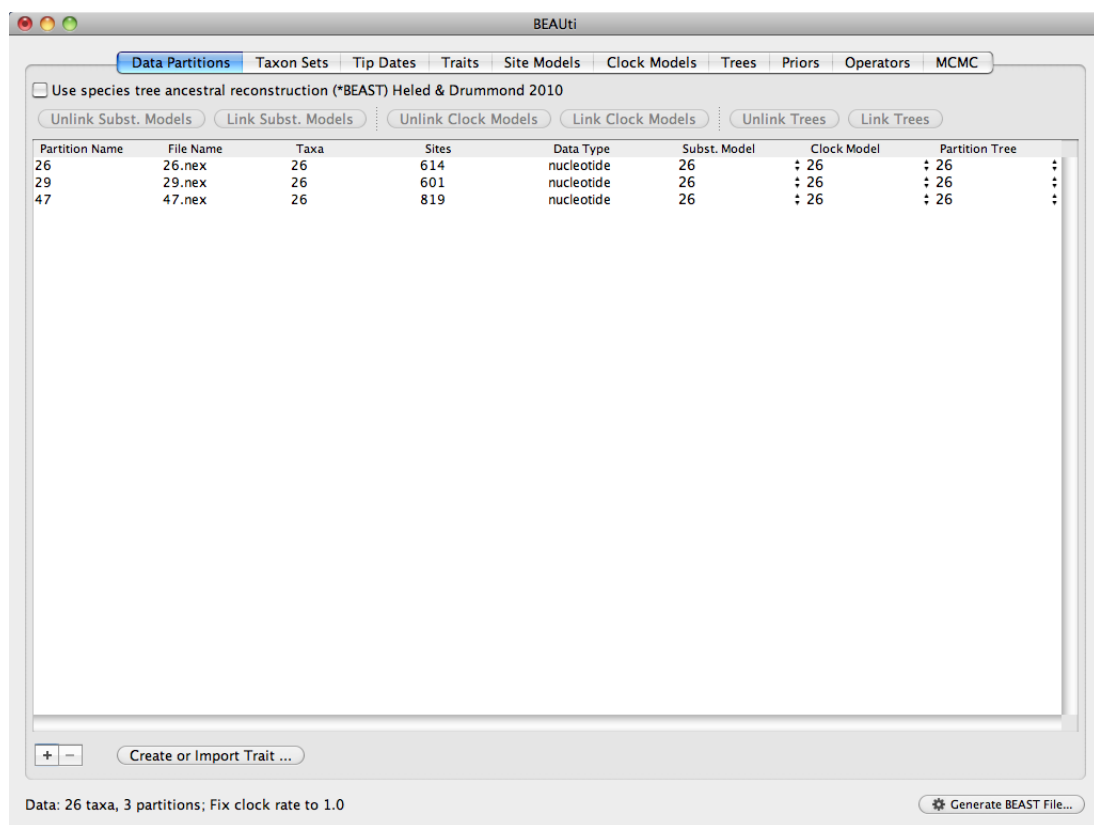 BEAUti
Data Partitions Taxon Sets Tip Dates Traits Site Models Clock Models Trees Priors Operators MCMC
Use species tree ancestral reconstruction (*BEAST) Heled & Drummond 2010
Unlink Subst. Models Link Subst. Models Unlink Clock Models Link Clock Models Unlink Trees Link Trees
Partition Name File Name Taxa Sites Data Type Subst. Model Clock Model Partition Tree
26 26.nex 26 614 nucleotide 26 26 26
29 29.nex 26 601 nucleotide 26 26 26
47 47.nex 26 819 nucleotide 26 26 26
+ − Create or Import Trait ...
Data: 26 taxa, 3 partitions; Fix clock rate to 1.0 Generate BEAST File...